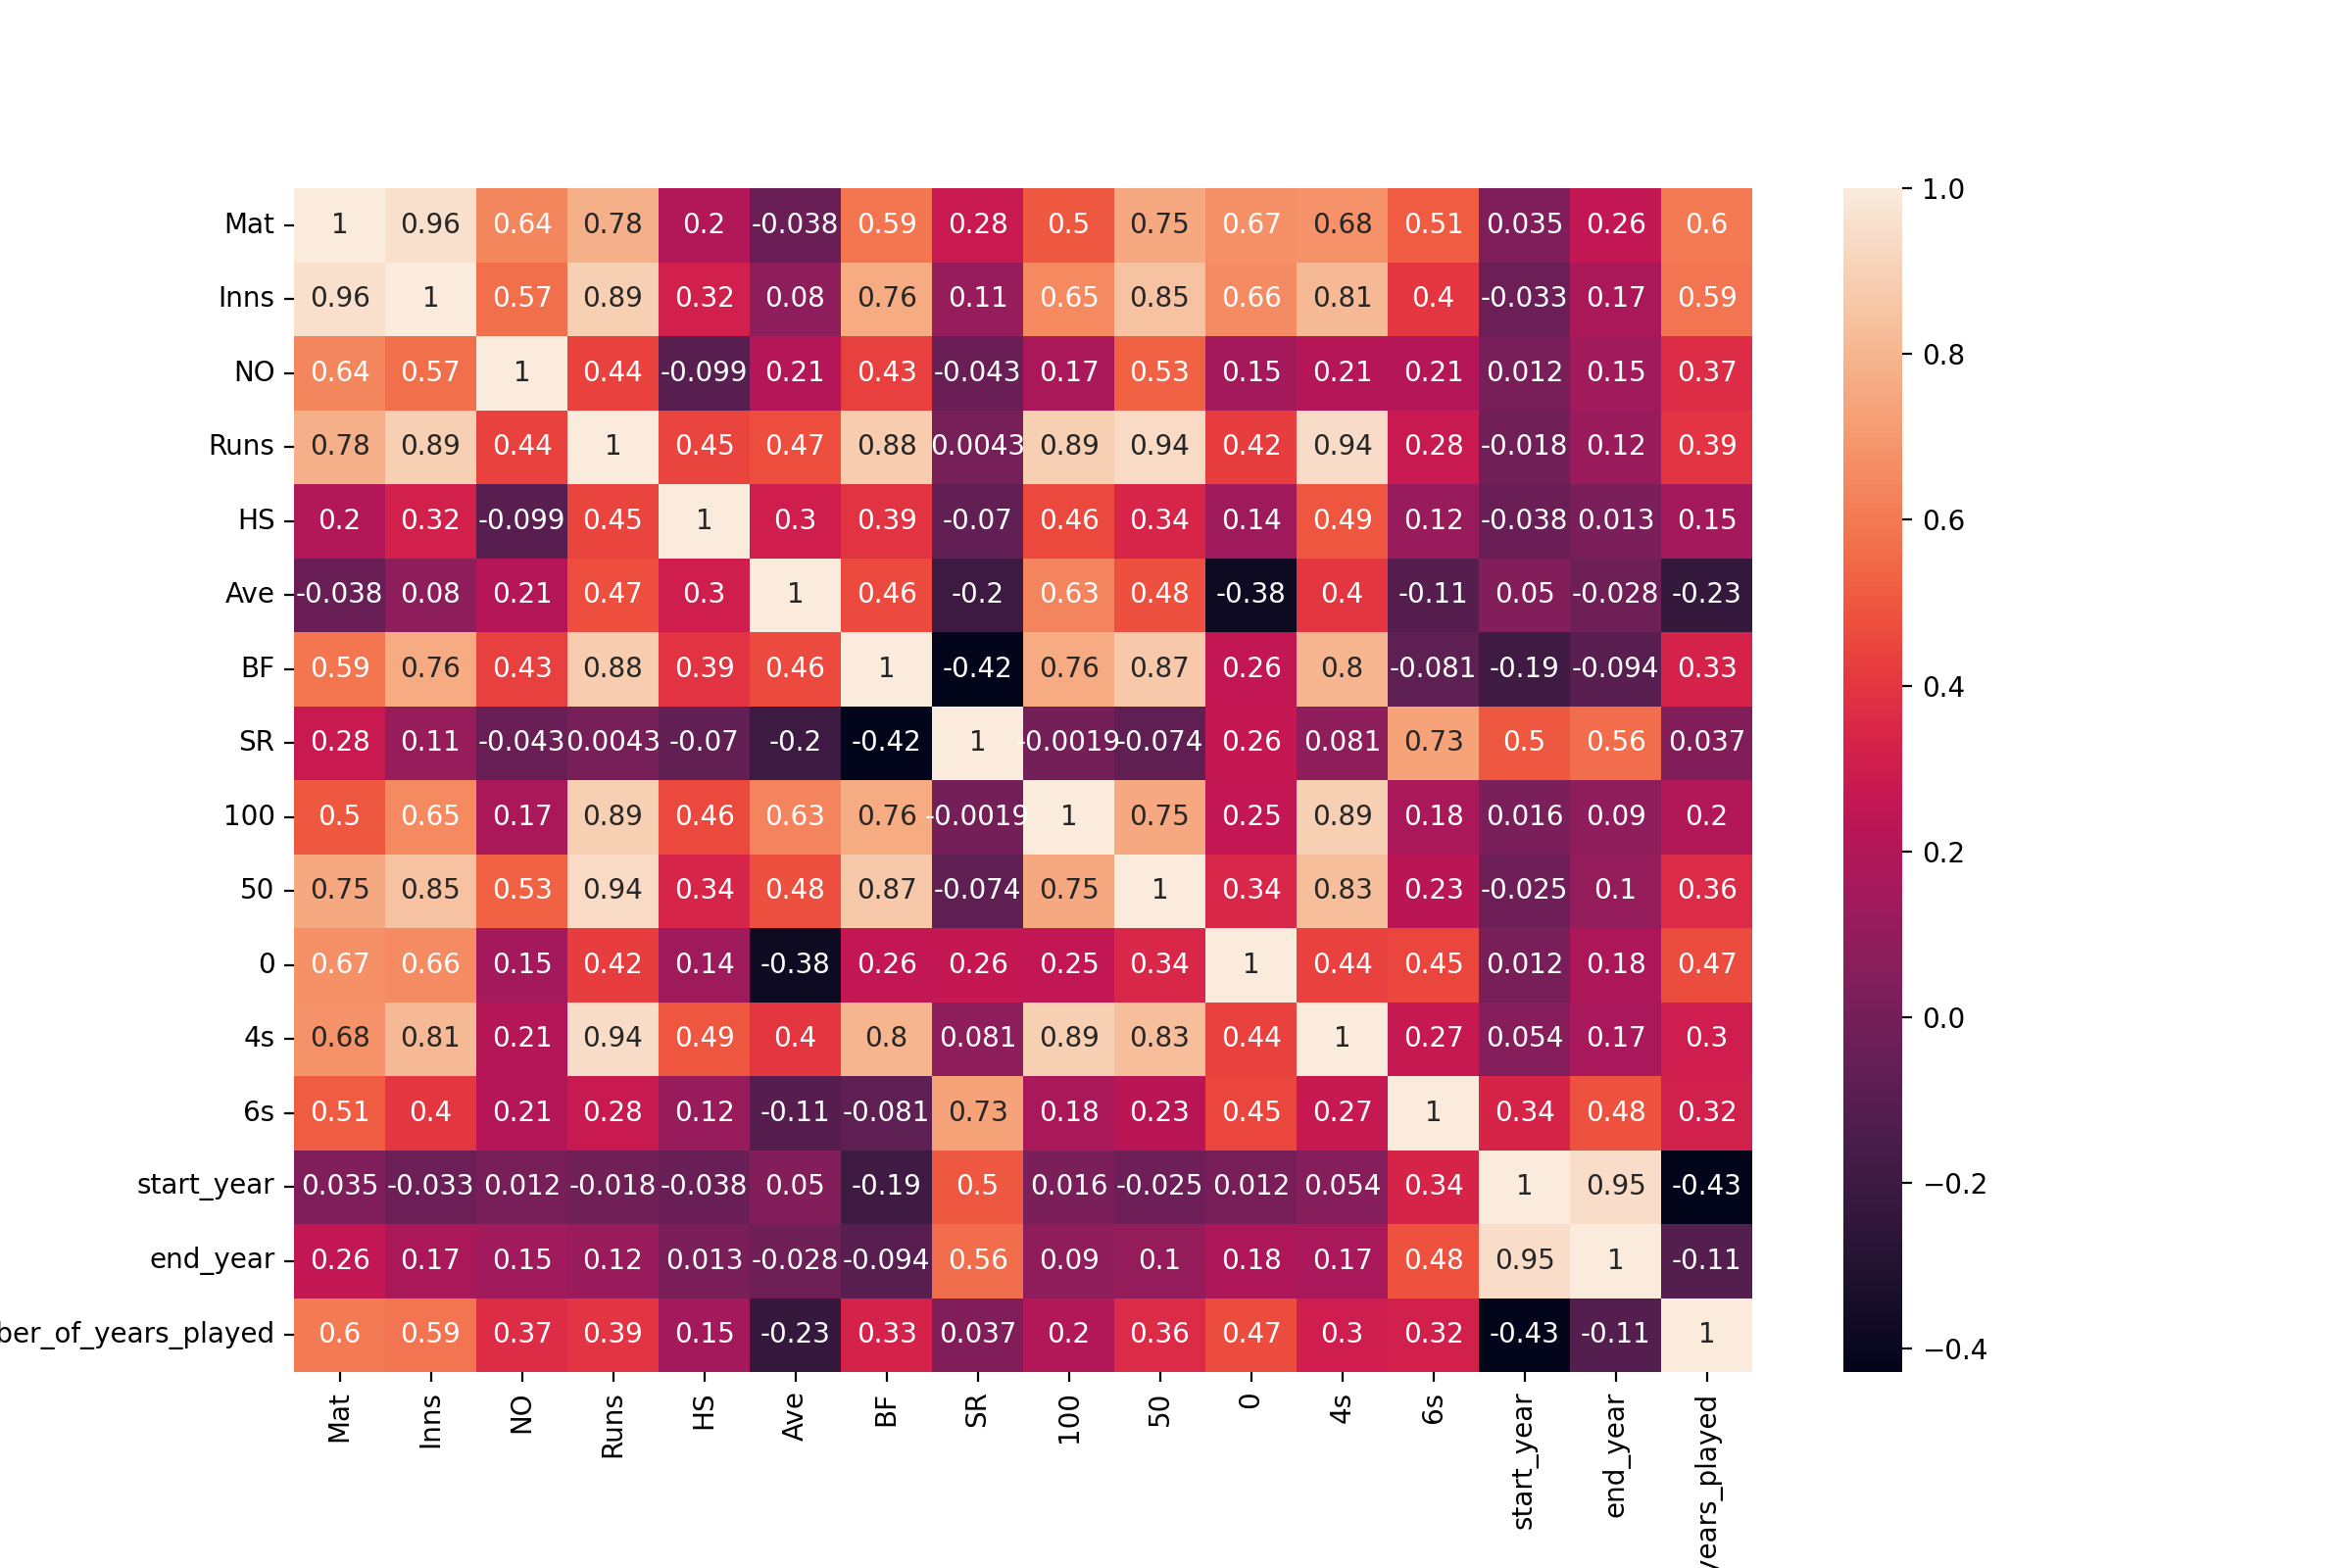 1.0
Mat 1 0.96 0.64 0.78 0.2 -0.038 0.59 0.28 0.5 0.75 0.67 0.68 0.51 0.035 0.26 0.6
Inns 0.96 1 0.57 0.89 0.32 0.08 0.76 0.11 0.65 0.85 0.66 0.81 0.4 -0.033 0.17 0.59
0.8
NO 0.64 0.57 1 0.44 -0.099 0.21 0.43 -0.043 0.17 0.53 0.15 0.21 0.21 0.012 0.15 0.37
Runs 0.78 0.89 0.44 1 0.45 0.47 0.88 0.0043 0.89 0.94 0.42 0.94 0.28 -0.018 0.12 0.39
HS 0.2 0.32 -0.099 0.45 1 0.3 0.39 -0.07 0.46 0.34 0.14 0.49 0.12 -0.038 0.013 0.15
0.6
Ave -0.038 0.08 0.21 0.47 0.3 1 0.46 -0.2 0.63 0.48 -0.38 0.4 -0.11 0.05 -0.028 -0.23
BF 0.59 0.76 0.43 0.88 0.39 0.46 1 -0.42 0.76 0.87 0.26 0.8 -0.081 -0.19 -0.094 0.33
0.4
SR 0.28 0.11 -0.043 0.0043 -0.07 -0.2 -0.42 1 -0.0019 -0.074 0.26 0.081 0.73 0.5 0.56 0.037
100 0.5 0.65 0.17 0.89 0.46 0.63 0.76 -0.0019 1 0.75 0.25 0.89 0.18 0.016 0.09 0.2
0.2
50 0.75 0.85 0.53 0.94 0.34 0.48 0.87 -0.074 0.75 1 0.34 0.83 0.23 -0.025 0.1 0.36
0 0.67 0.66 0.15 0.42 0.14 -0.38 0.26 0.26 0.25 0.34 1 0.44 0.45 0.012 0.18 0.47
0.0
4s 0.68 0.81 0.21 0.94 0.49 0.4 0.8 0.081 0.89 0.83 0.44 1 0.27 0.054 0.17 0.3
6s 0.51 0.4 0.21 0.28 0.12 -0.11 -0.081 0.73 0.18 0.23 0.45 0.27 1 0.34 0.48 0.32
start_year 0.035 -0.033 0.012 -0.018 -0.038 0.05 -0.19 0.5 0.016 -0.025 0.012 0.054 0.34 1 0.95 -0.43
−0.2
end_year 0.26 0.17 0.15 0.12 0.013 -0.028 -0.094 0.56 0.09 0.1 0.18 0.17 0.48 0.95 1 -0.11
ber_of_years_played 0.6 0.59 0.37 0.39 0.15 -0.23 0.33 0.037 0.2 0.36 0.47 0.3 0.32 -0.43 -0.11 1
−0.4
Mat Inns NO Runs HS Ave BF SR 100 50 0 4s 6s start_year end_year years_played